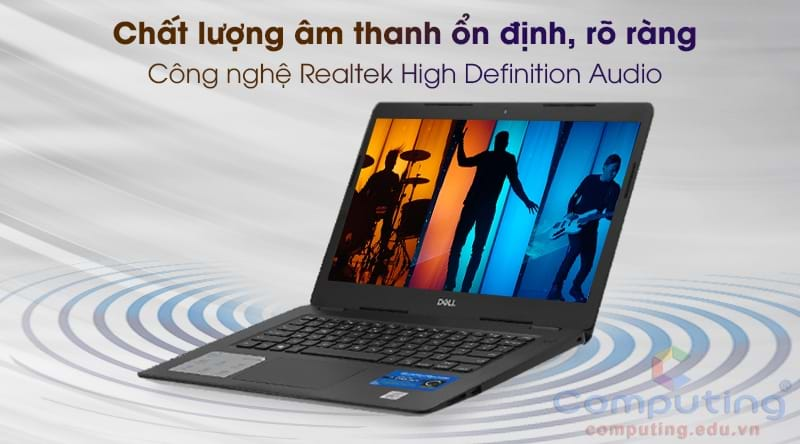 Chất lượng âm thanh ổn định, rõ ràng
Công nghệ Realtek High Definition Audio
DELL
Computing®
computing.edu.vn